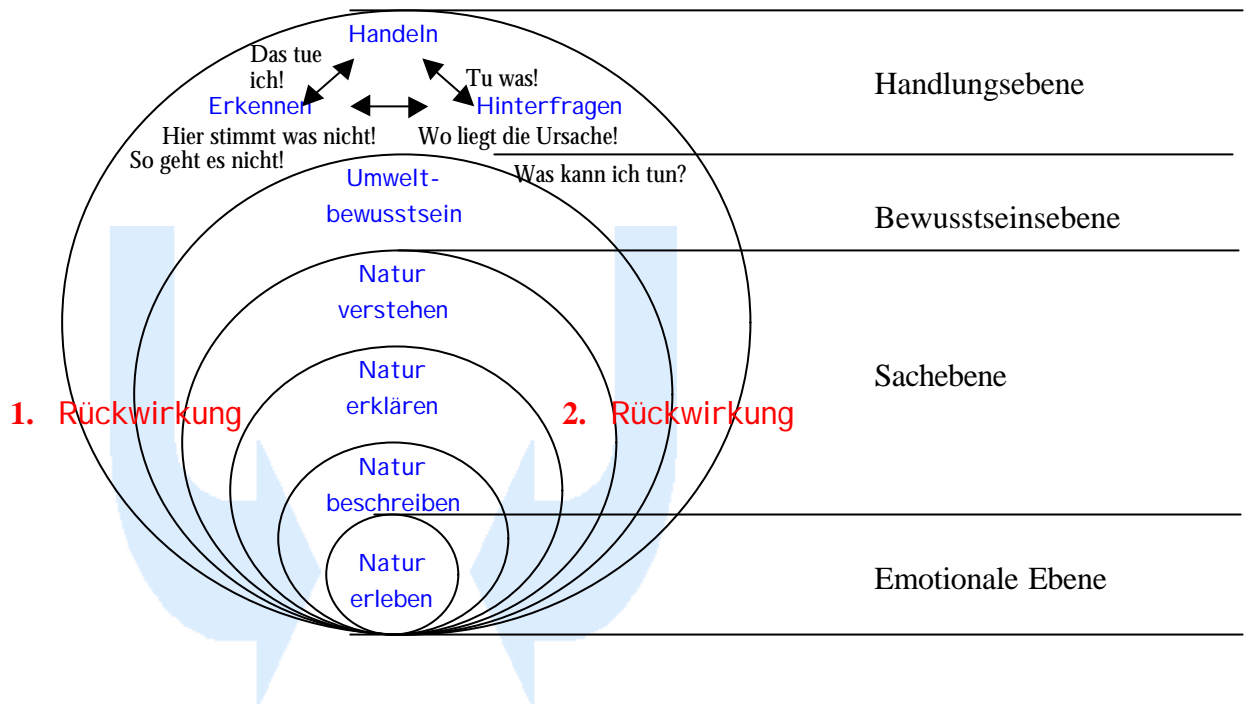 Handeln
Das tue
ich!
Tu was!
Handlungsebene
Erkennen
Hinterfragen
Hier stimmt was nicht!
Wo liegt die Ursache!
So geht es nicht!
Was kann ich tun?
Umwelt-
bewusstsein
Bewusstseinsebene
Natur
verstehen
Natur
erklären
Sachebene
1. Rückwirkung
2. Rückwirkung
Natur
beschreiben
Natur
erleben
Emotionale Ebene